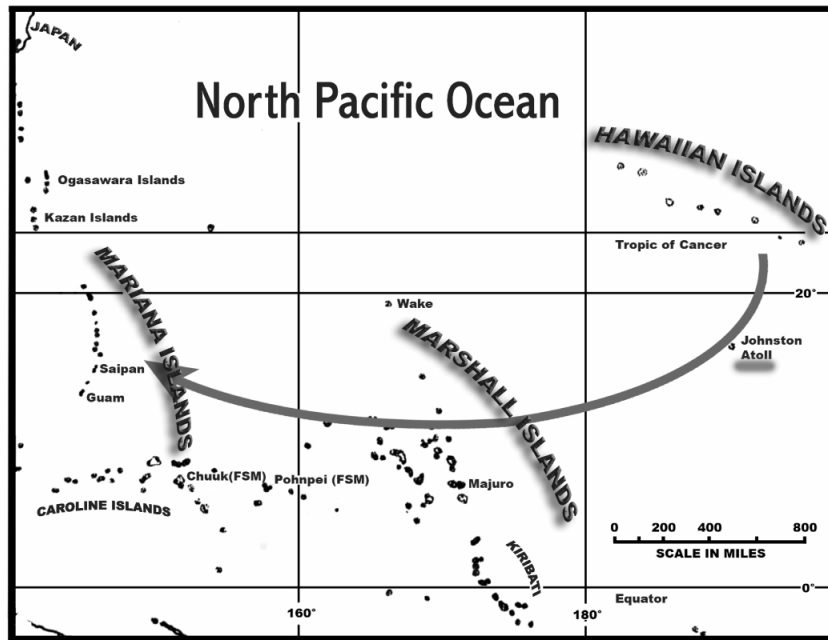 JAPAN
North Pacific Ocean
HAWAIIAN ISLANDS
Ogasawara Islands
Kazan Islands
Tropic of Cancer
MARIANA ISLANDS
20°
Wake
MARSHALL ISLANDS
Johnston
Atoll
Saipan
Guam
Chuuk(FSM)
Pohnpei (FSM)
Majuro
CAROLINE ISLANDS
0 200 400 800
SCALE IN MILES
KIRIBATI
Equator
0°
160°
180°